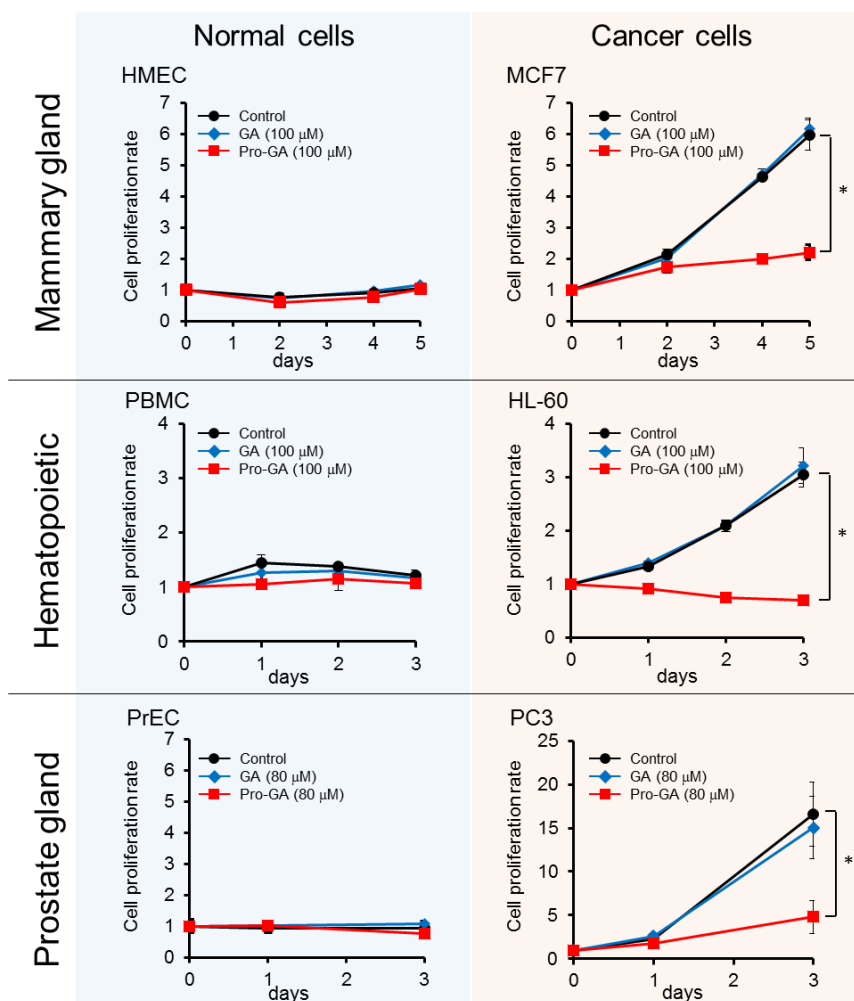 Normal cells
Cancer cells
Mammary gland
HMEC
Cell proliferation rate
7
6
5
4
3
2
1
0
Control
GA (100 μM)
Pro-GA (100 μM)
0 1 2 3 4 5
days
MCF7
Cell proliferation rate
7
6
5
4
3
2
1
0
Control
GA (100 μM)
Pro-GA (100 μM)
*
0 1 2 3 4 5
days
Hematopoietic
PBMC
Cell proliferation rate
4
3
2
1
0
Control
GA (100 μM)
Pro-GA (100 μM)
0 1 2 3
days
HL-60
Cell proliferation rate
4
3
2
1
0
Control
GA (100 μM)
Pro-GA (100 μM)
*
0 1 2 3
days
Prostate gland
PrEC
Cell proliferation rate
7
6
5
4
3
2
1
0
Control
GA (80 μM)
Pro-GA (80 μM)
0 1 2 3
days
PC3
Cell proliferation rate
25
20
15
10
5
0
Control
GA (80 μM)
Pro-GA (80 μM)
*
0 1 2 3
days